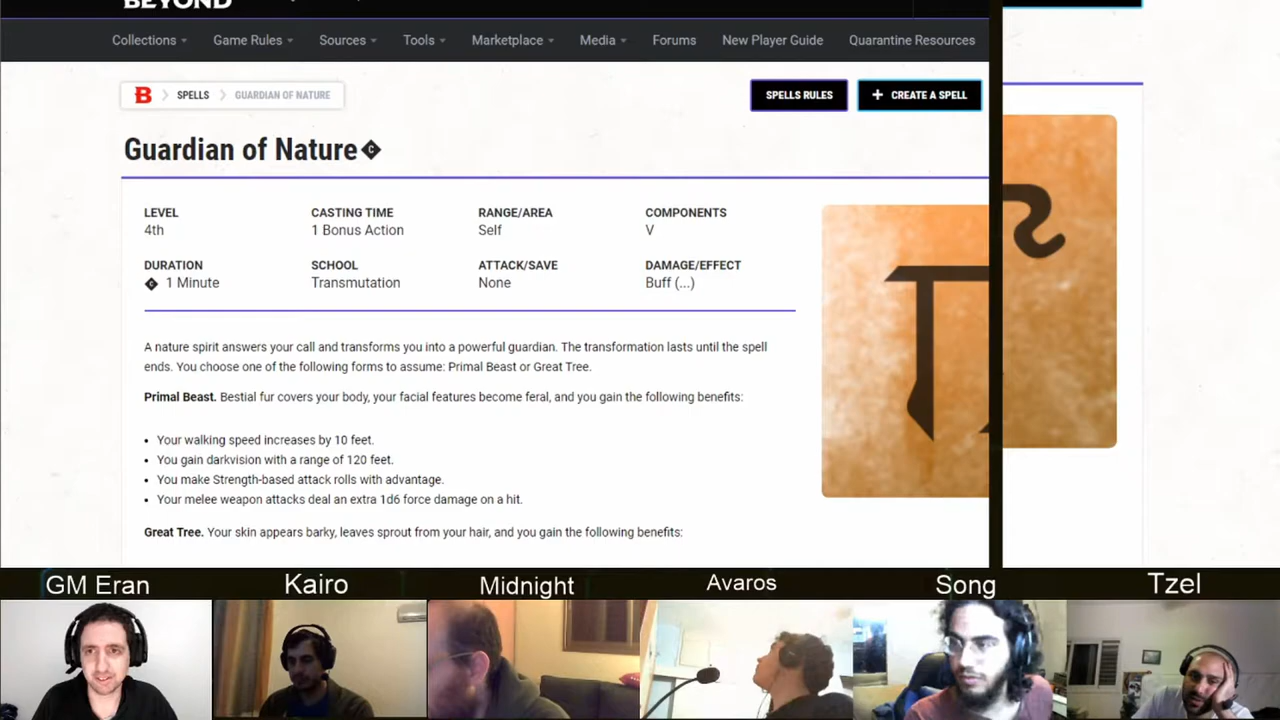 BEYOND
Collections Game Rules Sources Tools Marketplace Media Forums New Player Guide Quarantine Resources
B SPELLS GUARDIAN OF NATURE
SPELLS RULES + CREATE A SPELL
Guardian of Nature C
LEVEL CASTING TIME RANGE/AREA COMPONENTS
4th 1 Bonus Action Self V
DURATION SCHOOL ATTACK/SAVE DAMAGE/EFFECT
C 1 Minute Transmutation None Buff (...)
A nature spirit answers your call and transforms you into a powerful guardian. The transformation lasts until the spell
ends. You choose one of the following forms to assume: Primal Beast or Great Tree.
Primal Beast. Bestial fur covers your body, your facial features become feral, and you gain the following benefits:
• Your walking speed increases by 10 feet.
• You gain darkvision with a range of 120 feet.
• You make Strength-based attack rolls with advantage.
• Your melee weapon attacks deal an extra 1d6 force damage on a hit.
Great Tree. Your skin appears barky, leaves sprout from your hair, and you gain the following benefits:
GM Eran Kairo Midnight Avaros Song Tzel